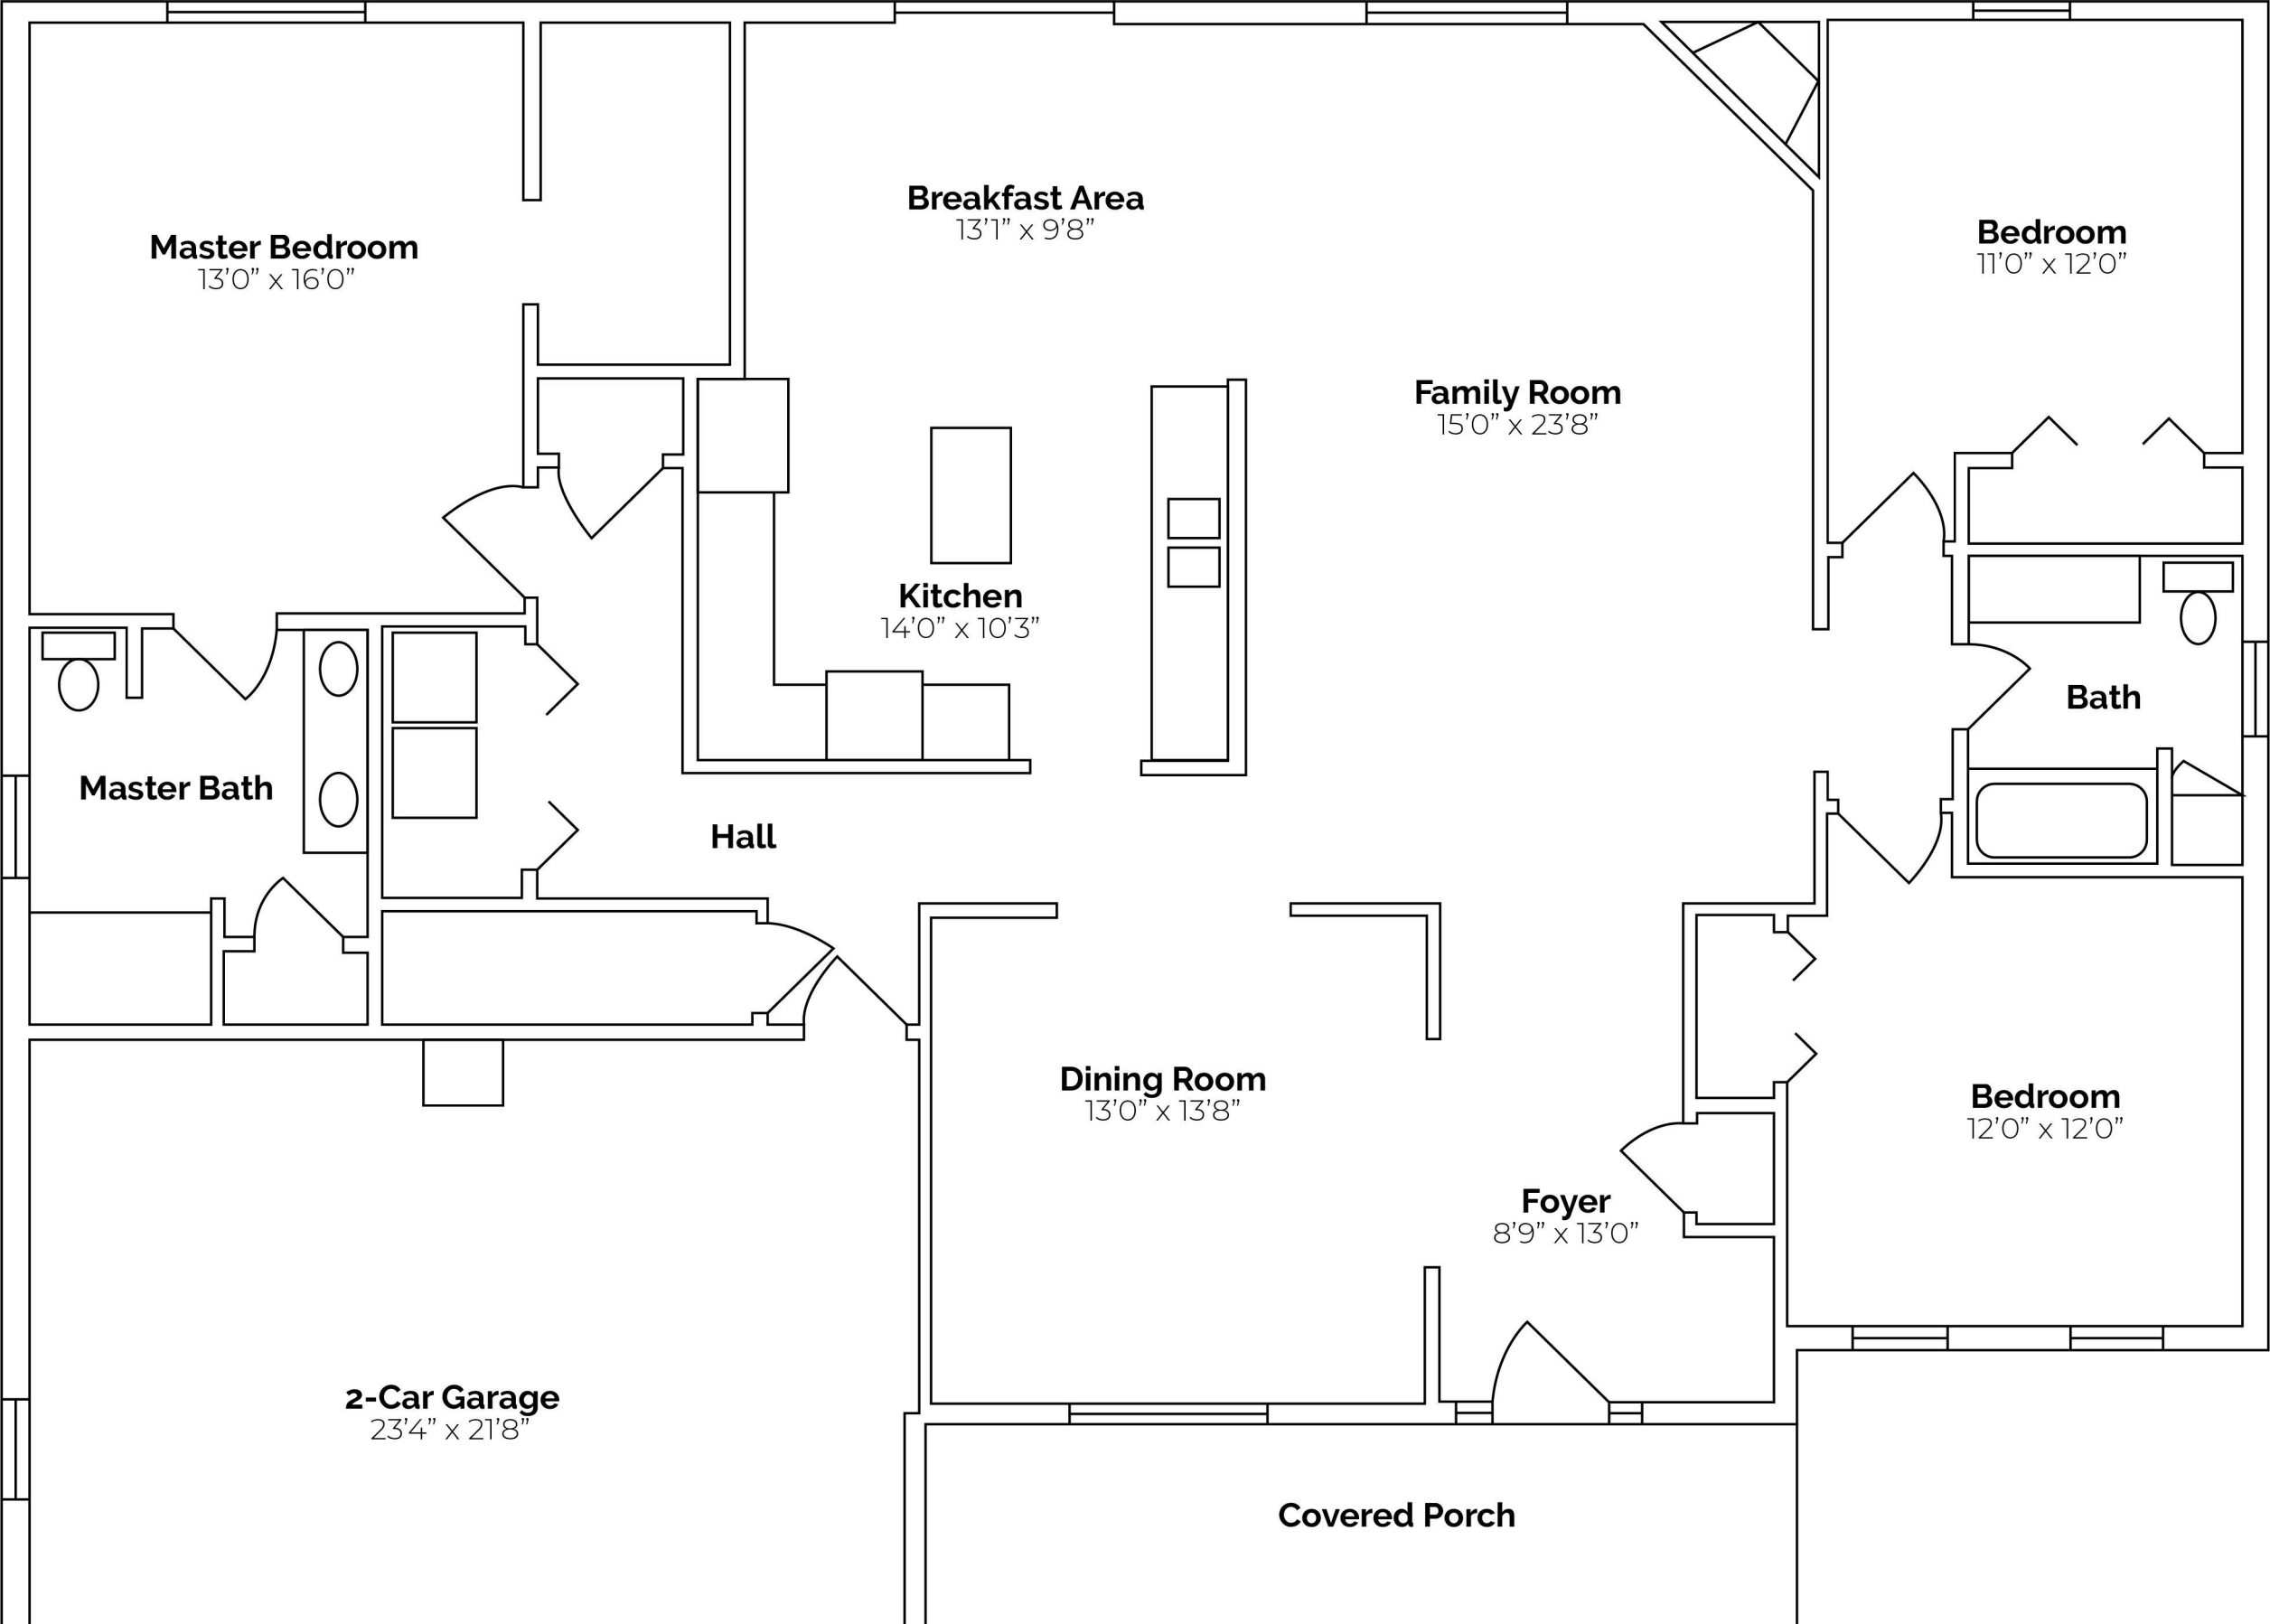 Breakfast Area
13’1” x 9’8”
Master Bedroom
13’0” x 16’0”
Bedroom
11’0” x 12’0”
Family Room
15’0” x 23’8”
Kitchen
14’0” x 10’3”
Bath
Master Bath
Hall
Dining Room
13’0” x 13’8”
Bedroom
12’0” x 12’0”
Foyer
8’9” x 13’0”
2-Car Garage
23’4” x 21’8”
Covered Porch